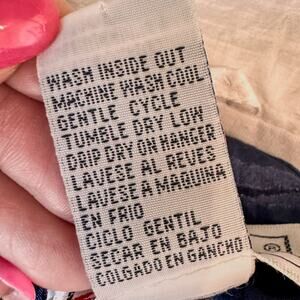 WASH INSIDE OUT
MACHINE WASH COOL
GENTLE CYCLE
TUMBLE DRY LOW
DRIP DRY ON HANGER
LAVESE AL REVES
LAVESE A MAQUINA
EN FRIO
CICLO GENTIL
SECAR EN BAJO
COLGADO EN GANCHO